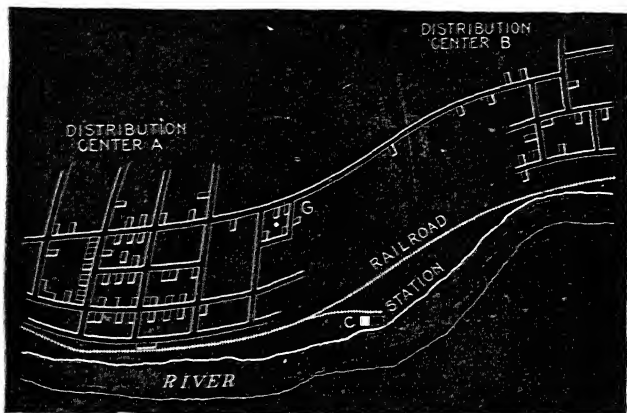 DISTRIBUTION
CENTER B
DISTRIBUTION
CENTER A
G
RAILROAD
STATION
C
RIVER